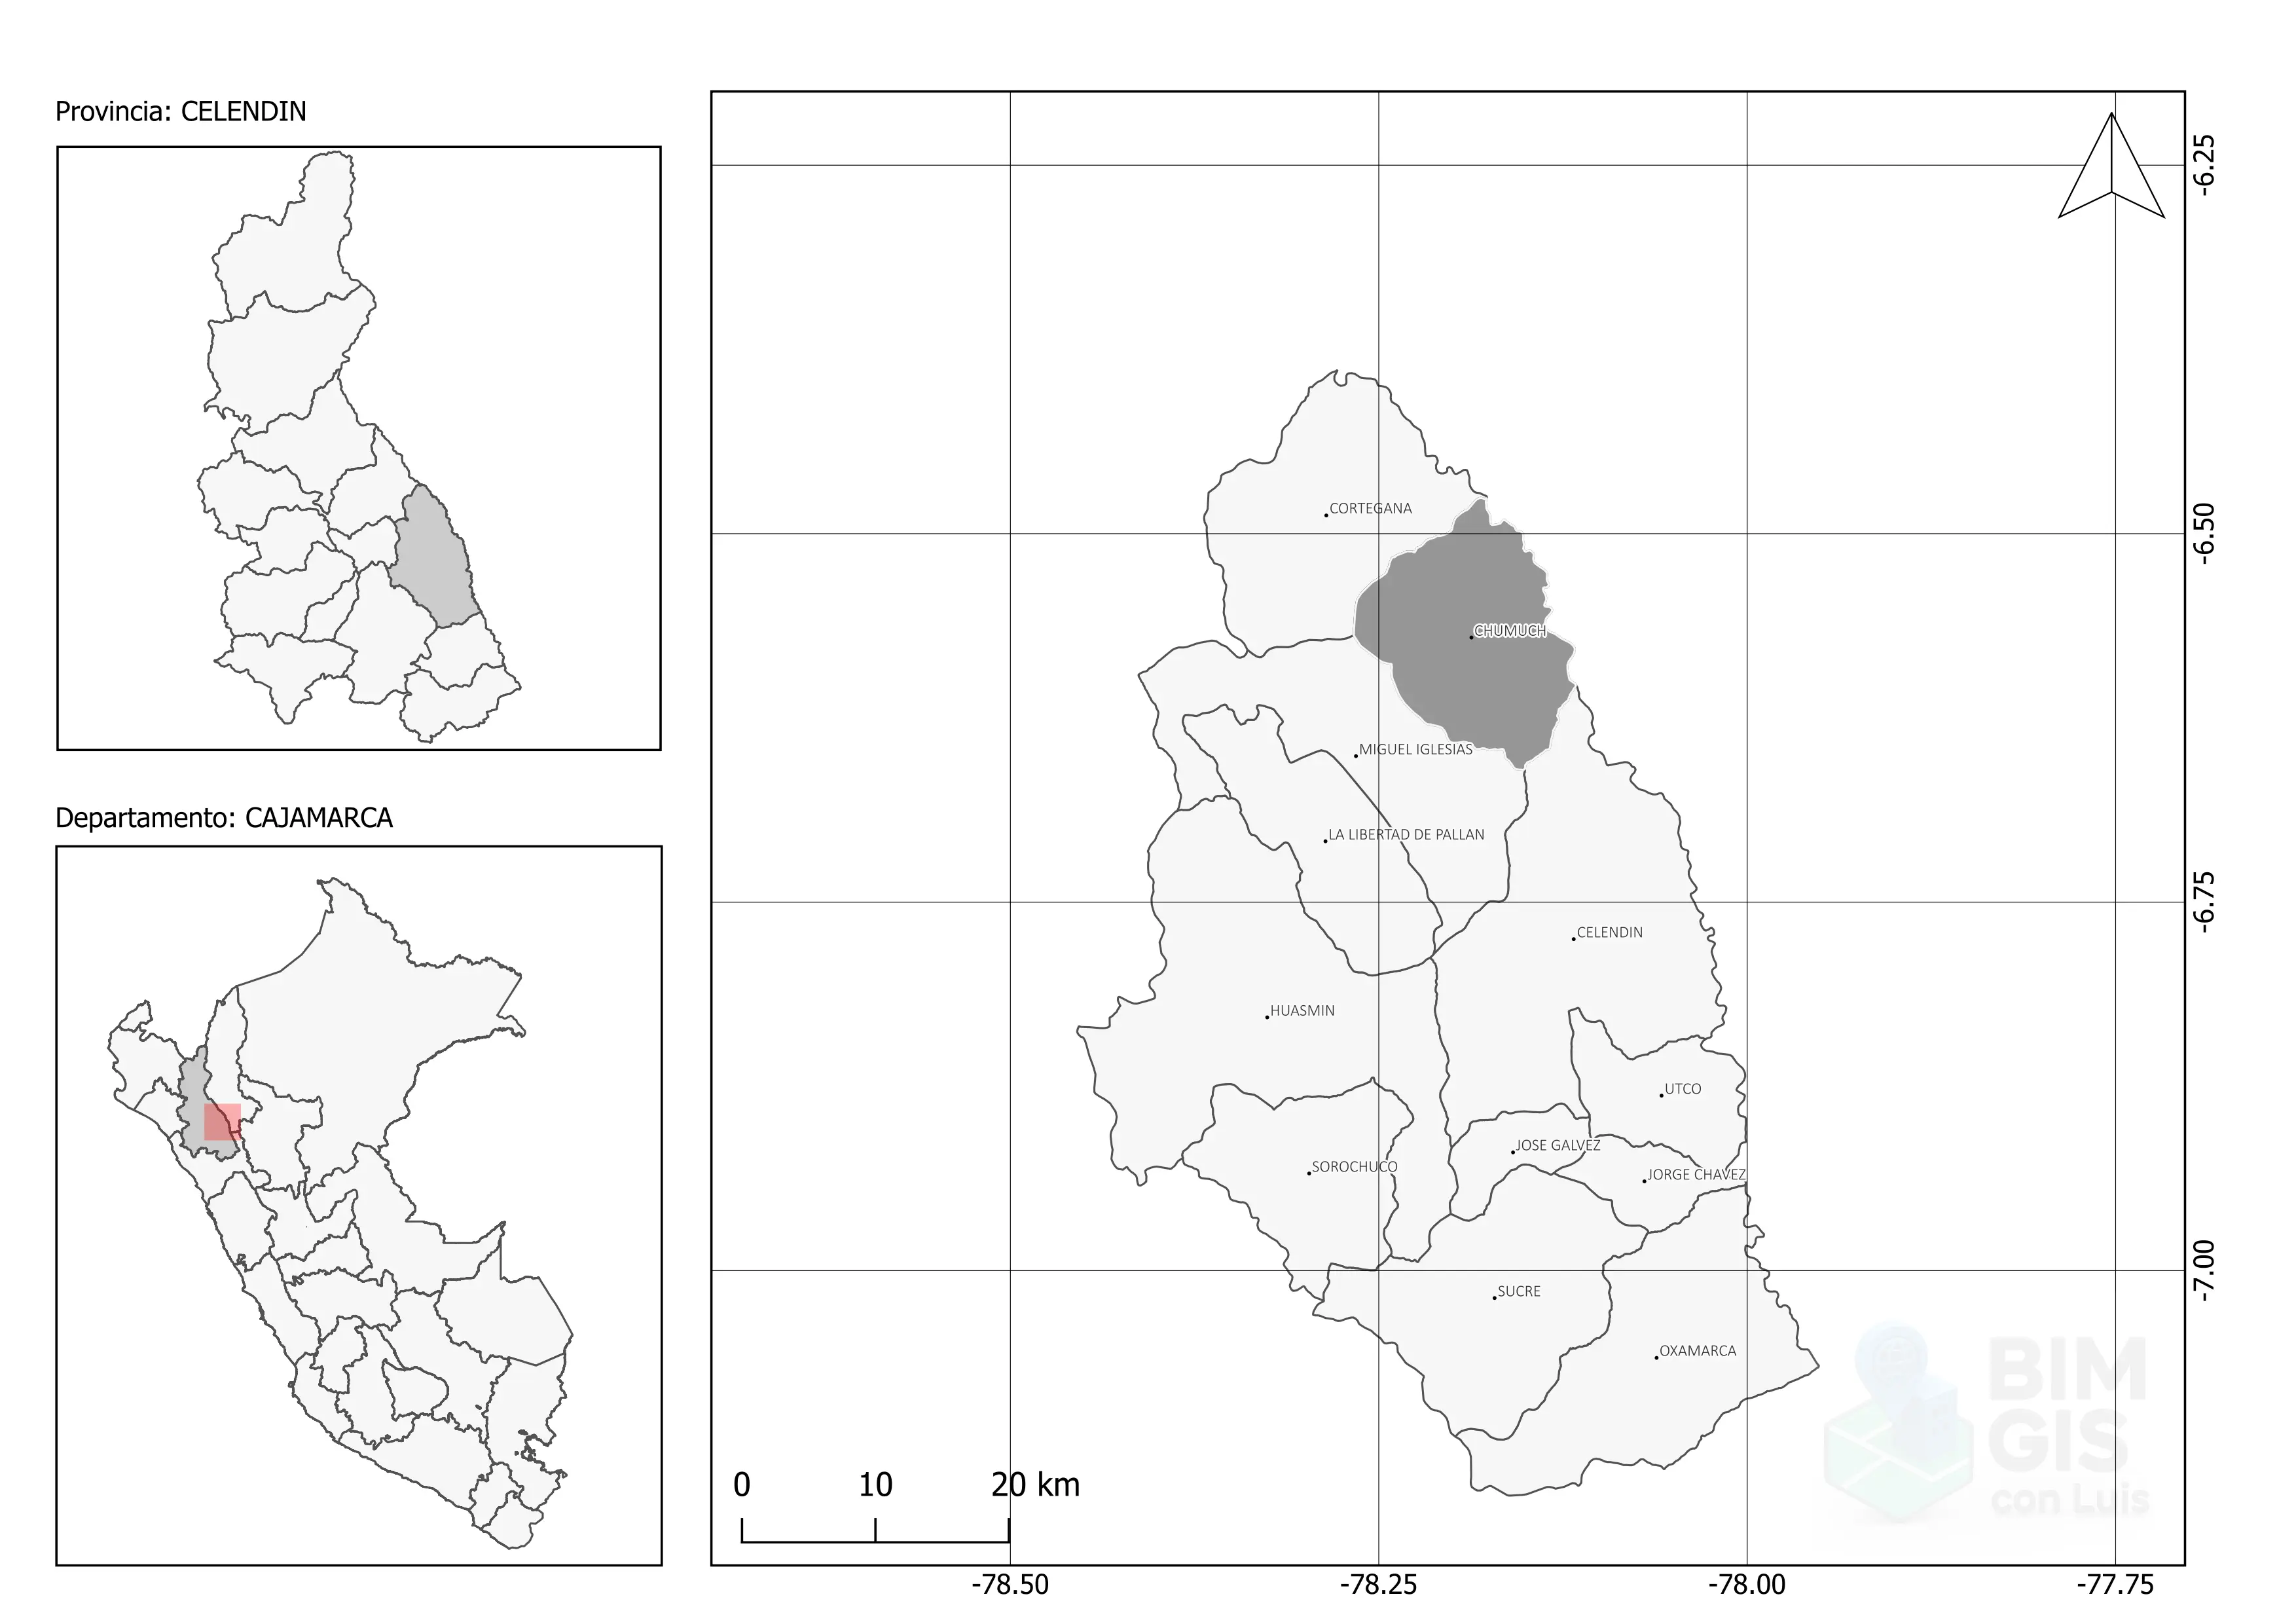 Provincia: CELENDIN
Departamento: CAJAMARCA
CORTEGANA
CHUMUCH
MIGUEL IGLESIAS
LA LIBERTAD DE PALLAN
CELENDIN
HUASMIN
UTCO
JOSE GALVEZ
SOROCHUCO
JORGE CHAVEZ
SUCRE
OXAMARCA
0 10 20 km
-78.50 -78.25 -78.00 -77.75
-6.25
-6.50
-6.75
-7.00
BIM
GIS
con Luis